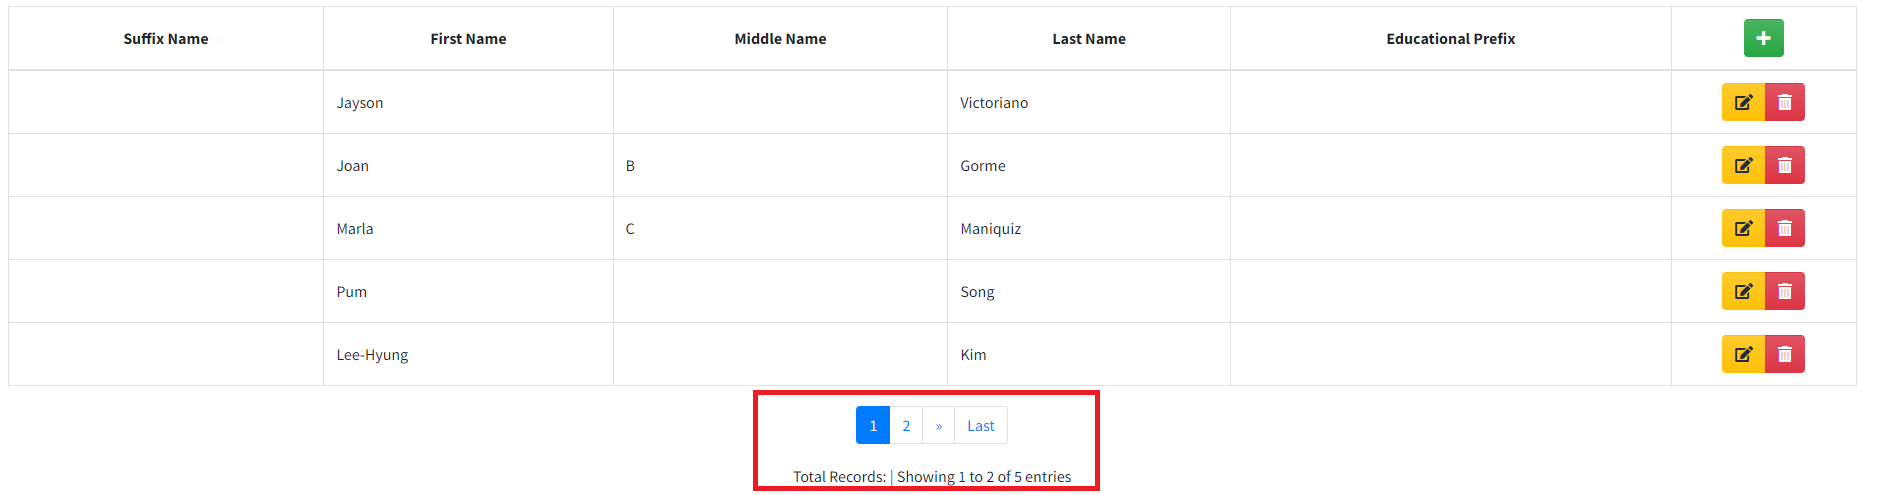 Suffix Name First Name Middle Name Last Name Educational Prefix
Jayson Victoriano
Joan B Gorme
Marla C Maniquiz
Pum Song
Lee-Hyung Kim
1 2 » Last
Total Records: | Showing 1 to 2 of 5 entries